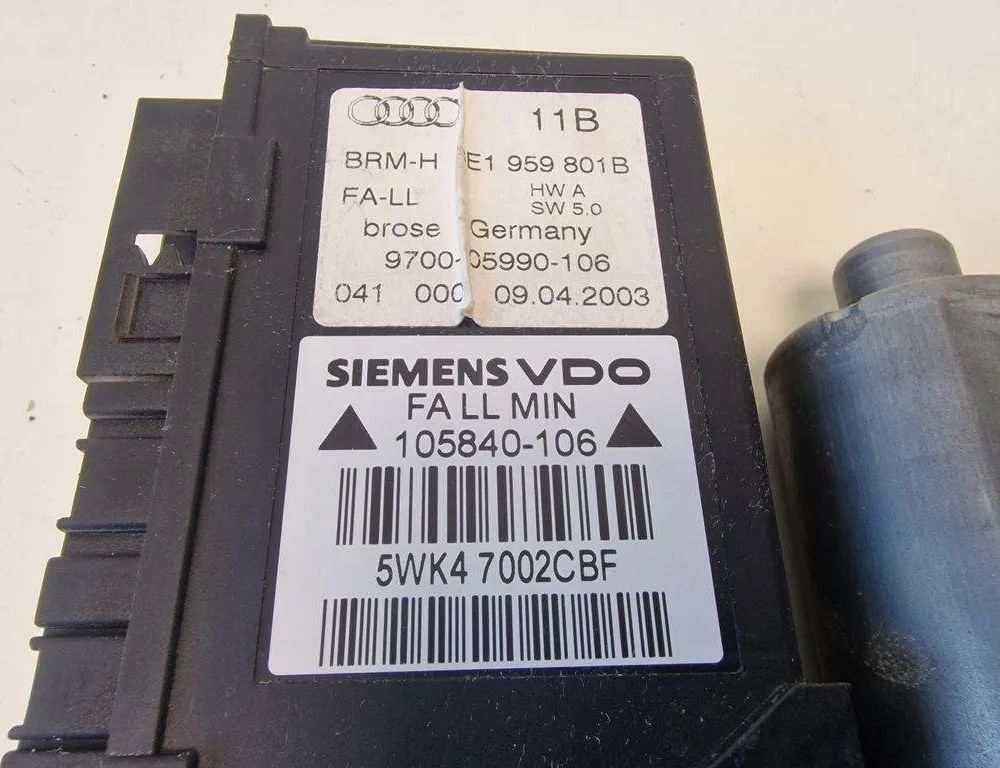 11B
BRM-H E1 959 801B
FA-LL HW A
SW 5.0
brose Germany
9700-05990-106
041 000 09.04.2003
SIEMENS VDO
FA LL MIN
105840-106
5WK4 7002CBF